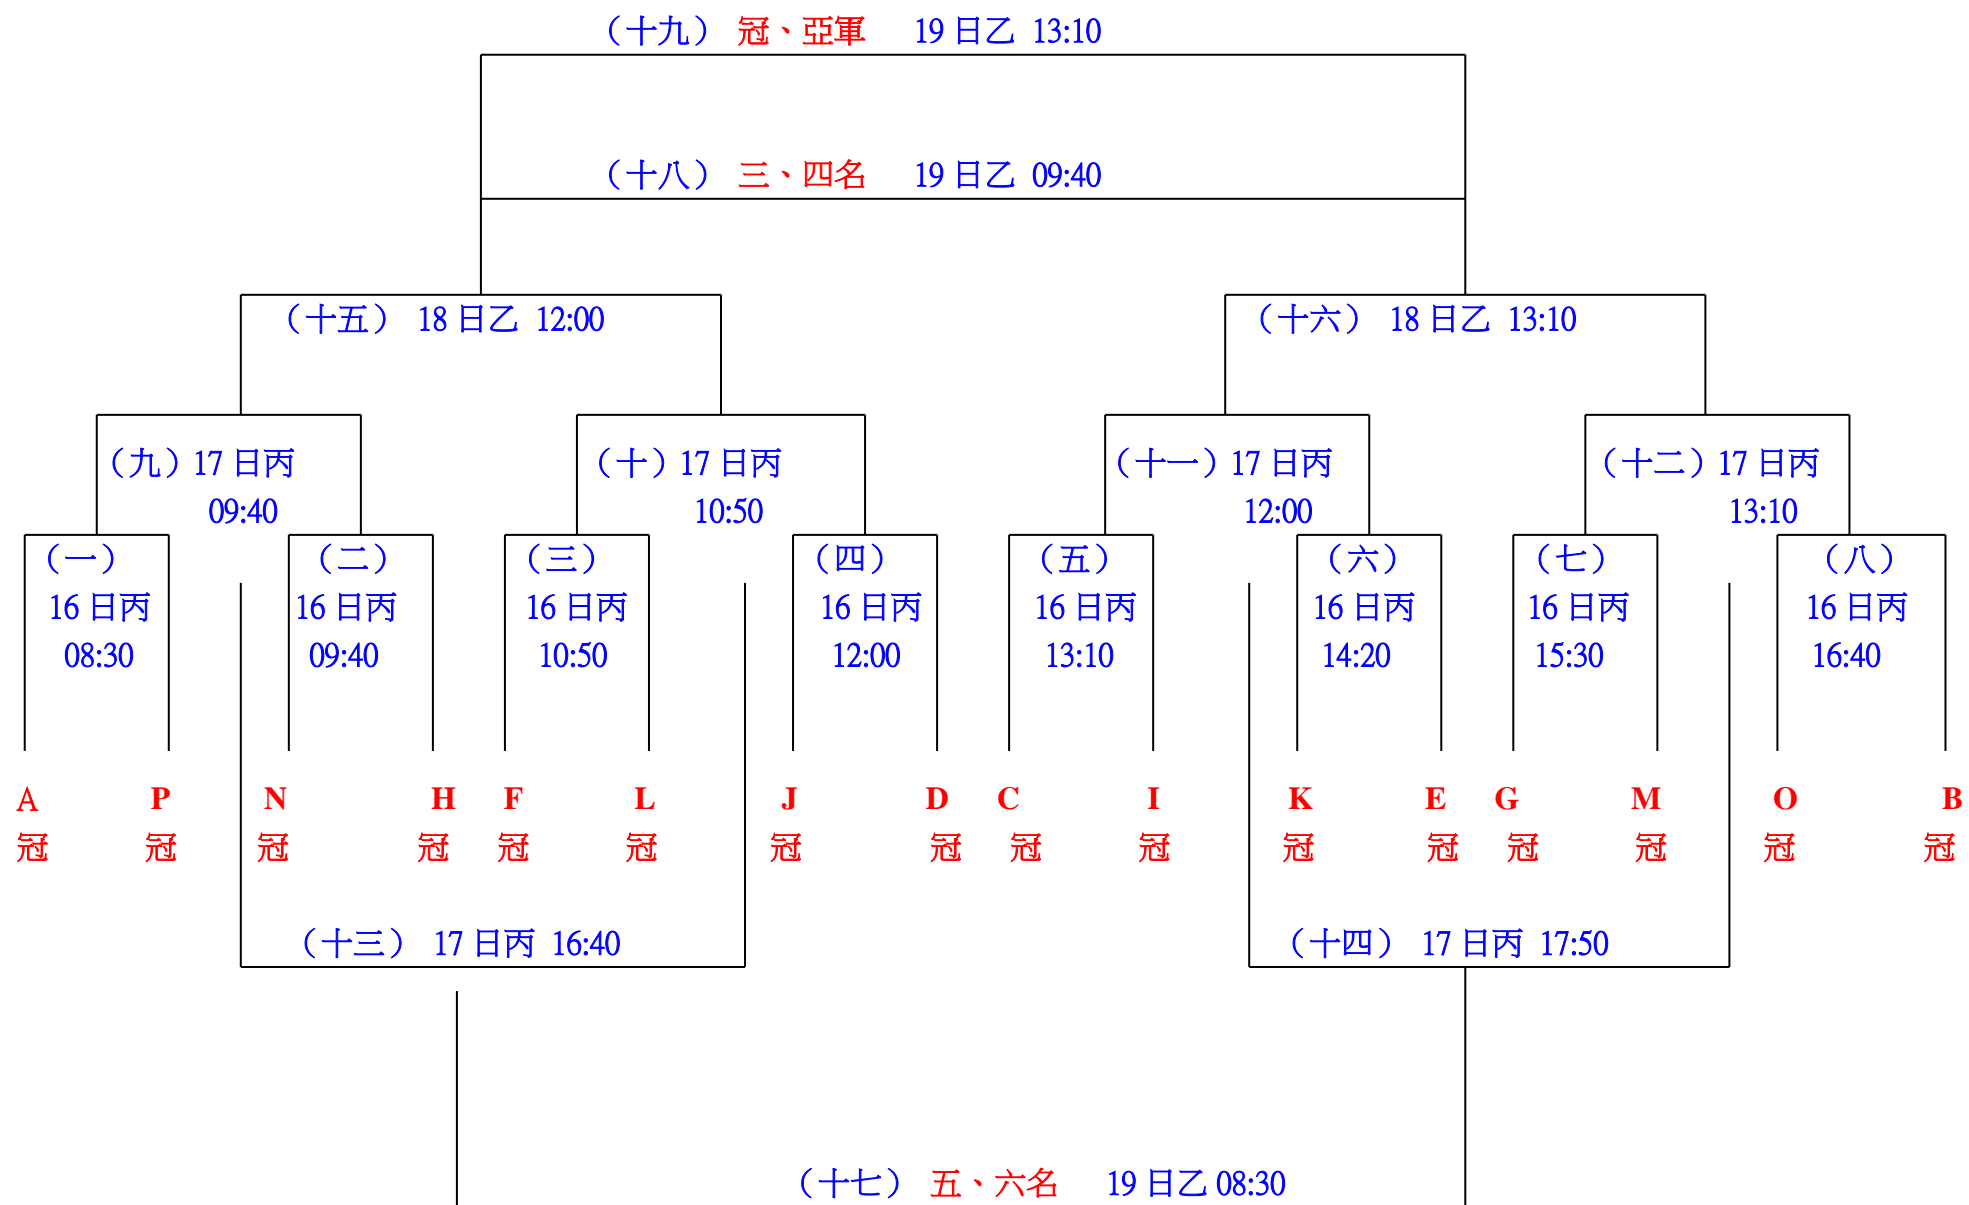 （十九） 冠、亞軍 19 日乙 13:10
（十八） 三、四名 19 日乙 09:40
（十五） 18 日乙 12:00 （十六） 18 日乙 13:10
（九）17 日丙 （十）17 日丙 （十一）17 日丙 （十二）17 日丙
09:40 10:50 12:00 13:10
（一） （二） （三） （四） （五） （六） （七） （八）
16 日丙 16 日丙 16 日丙 16 日丙 16 日丙 16 日丙 16 日丙 16 日丙
08:30 09:40 10:50 12:00 13:10 14:20 15:30 16:40
A P N H F L J D C I K E G M O B
冠 冠 冠 冠 冠 冠 冠 冠 冠 冠 冠 冠 冠 冠 冠 冠
（十三） 17 日丙 16:40 （十四） 17 日丙 17:50
（十七） 五、六名 19 日乙 08:30